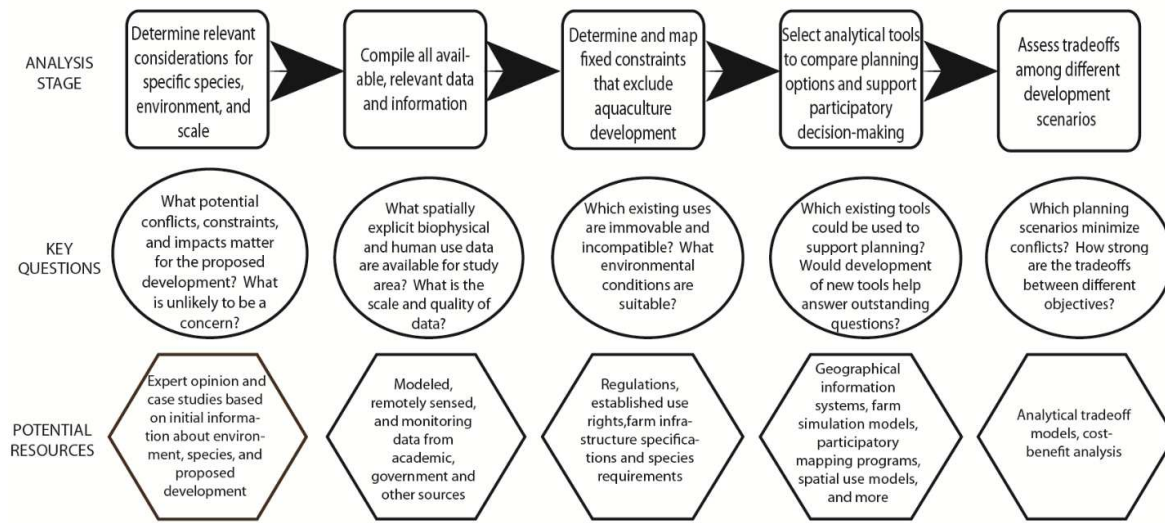 ANALYSIS
STAGE
Determine relevant
considerations for
specific species,
environment, and
scale
Compile all avail-
able, relevant data
and information
Determine and map
fixed constraints
that exclude
aquaculture
development
Select analytical tools
to compare planning
options and support
participatory
decision-making
Assess tradeoffs
among different
development
scenarios
KEY
QUESTIONS
What potential
conflicts, constraints,
and impacts matter
for the proposed
development? What
is unlikely to be a
concern?
What spatially
explicit biophysical
and human use data
are available for study
area? What is the
scale and quality of
data?
Which existing uses
are immovable and
incompatible? What
environmental
conditions are
suitable?
Which existing tools
could be used to
support planning?
Would development
of new tools help
answer outstanding
questions?
Which planning
scenarios minimize
conflicts? How strong
are the tradeoffs
between different
objectives?
POTENTIAL
RESOURCES
Expert opinion and
case studies based
on initial informa-
tion about environ-
ment, species, and
proposed
development
Modeled,
remotely sensed,
and monitoring
data from
academic,
government and
other sources
Regulations,
established use
rights,farm infra-
structure specifica-
tions and species
requirements
Geographical
information
systems, farm
simulation models,
participatory
mapping programs,
spatial use models,
and more
Analytical tradeoff
models, cost-
benefit analysis